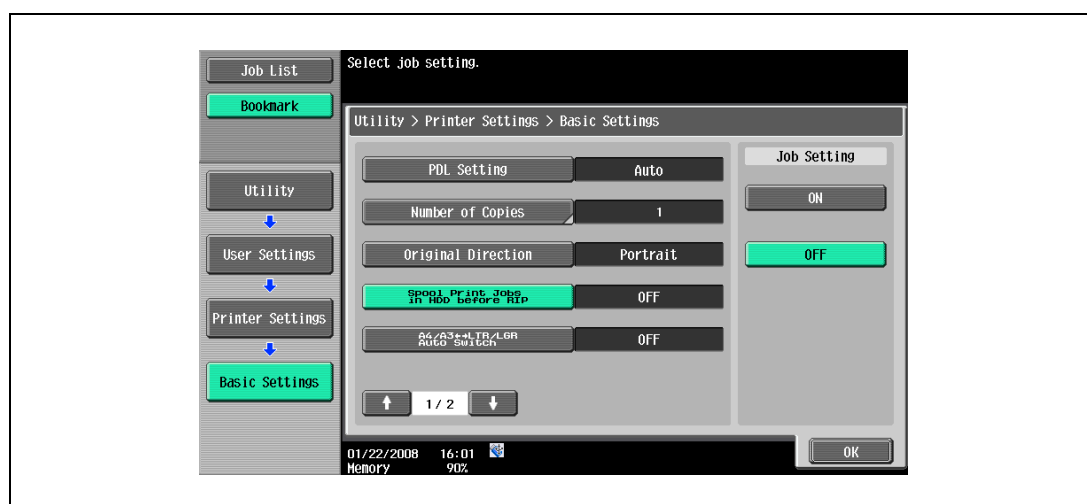 Job List
Select job setting.
Bookmark
Utility > Printer Settings > Basic Settings
Job Setting
PDL Setting
Auto
Utility
ON
Number of Copies
1
User Settings
Original Direction
Portrait
OFF
Spool Print Jobs
in HDD before RIP
OFF
Printer Settings
A4/A3↔LTR/LGR
Auto Switch
OFF
Basic Settings
1/2
01/22/2008 16:01
Memory 90%
OK